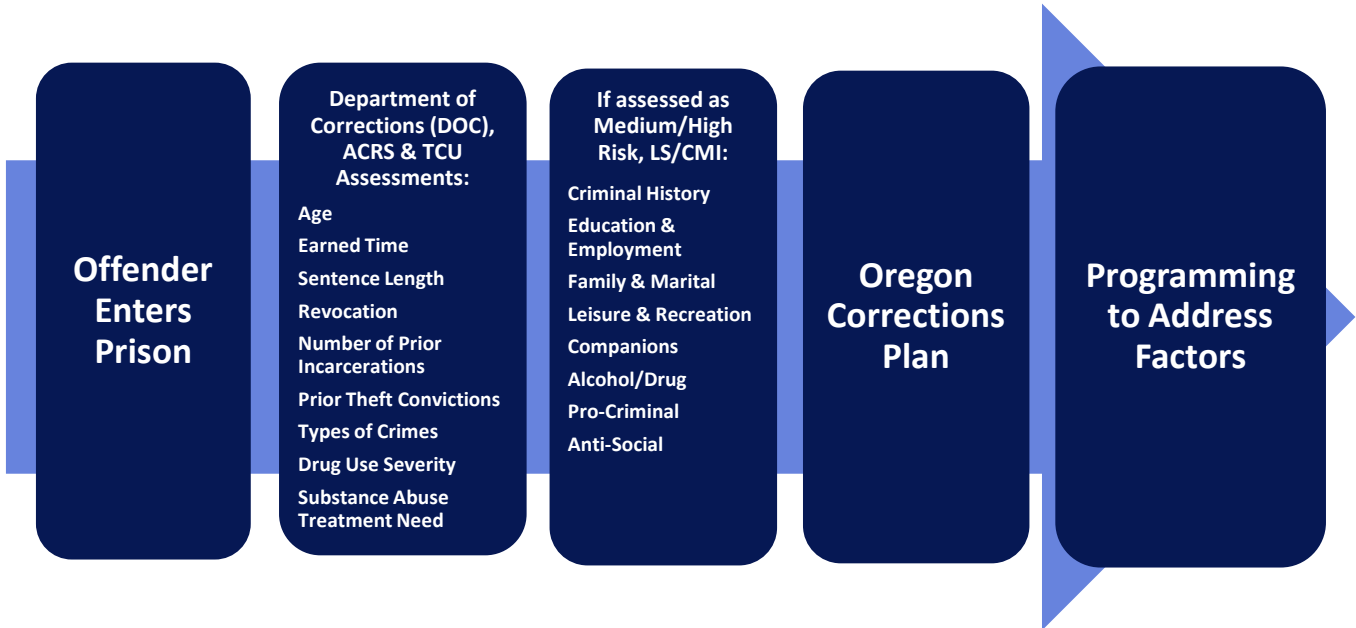 Offender
Enters
Prison
Department of
Corrections (DOC),
ACRS & TCU
Assessments:
Age
Earned Time
Sentence Length
Revocation
Number of Prior
Incarcerations
Prior Theft Convictions
Types of Crimes
Drug Use Severity
Substance Abuse
Treatment Need
If assessed as
Medium/High
Risk, LS/CMI:
Criminal History
Education &
Employment
Family & Marital
Leisure & Recreation
Companions
Alcohol/Drug
Pro-Criminal
Anti-Social
Oregon
Corrections
Plan
Programming
to Address
Factors